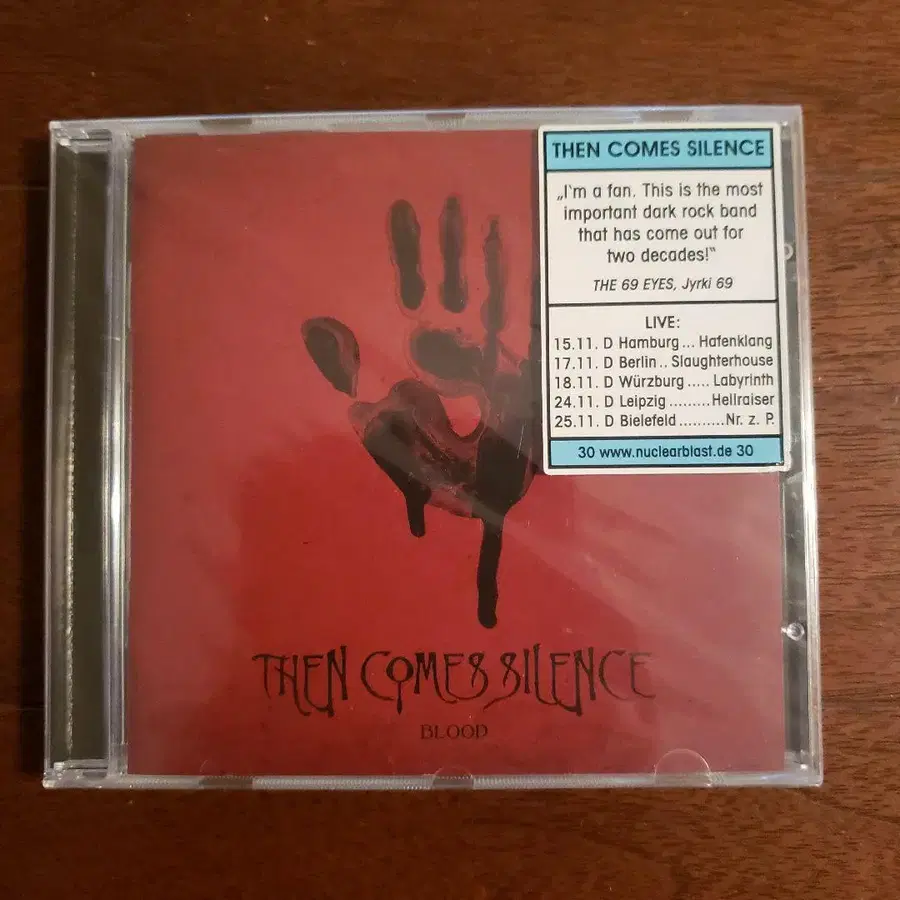 THEN COMES SILENCE
„I'm a fan. This is the most
important dark rock band
that has come out for
two decades!“
THE 69 EYES, Jyrki 69
LIVE:
15.11. D Hamburg ... Hafenklang
17.11. D Berlin .. Slaughterhouse
18.11. D Würzburg ..... Labyrinth
24.11. D Leipzig .........Hellraiser
25.11. D Bielefeld ..........Nr. z. P.
30 www.nuclearblast.de 30
THEN COMES SILENCE
BLOOD